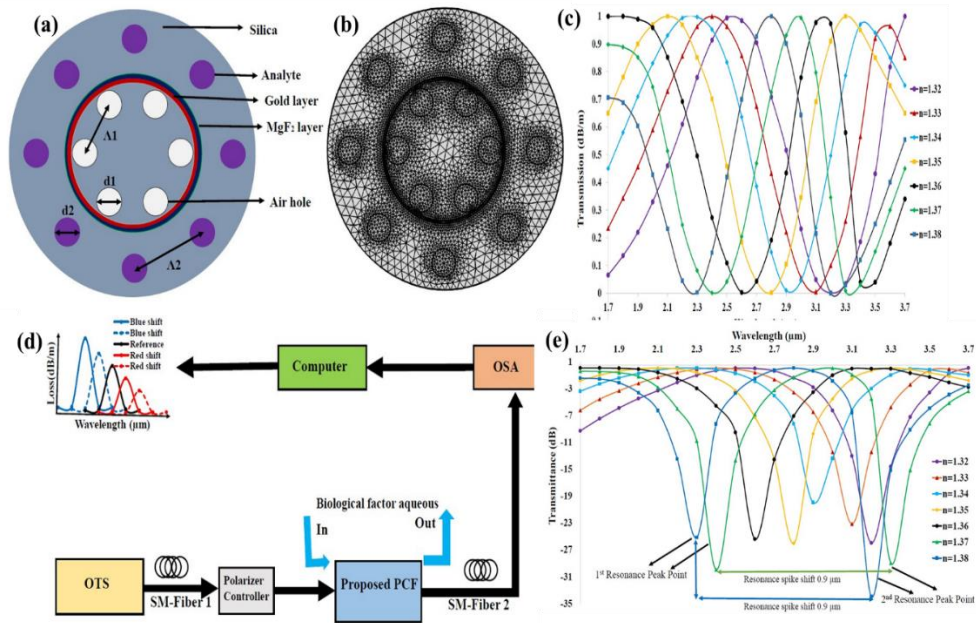 (a)
Silica
Analyte
Gold layer
MgF₂ layer
Air hole
Λ1
d1
d2
Λ2
(b)
(c)
Transmission (dB/m)
1
0.9
0.8
0.7
0.6
0.5
0.4
0.3
0.2
0.1
0
0.1
1.7 1.9 2.1 2.3 2.5 2.7 2.9 3.1 3.3 3.5 3.7
n=1.32
n=1.33
n=1.34
n=1.35
n=1.36
n=1.37
n=1.38
(d)
Blue shift
Blue shift
Reference
Red shift
Red shift
Loss(dB/m)
Wavelength (µm)
Computer
OSA
Biological factor aqueous
In
Out
OTS
SM-Fiber 1
Polarizer
Controller
Proposed PCF
SM-Fiber 2
(e)
Wavelength (µm)
1.7 1.9 2.1 2.3 2.5 2.7 2.9 3.1 3.3 3.5 3.7
Transmittance (dB)
1
-3
-7
-11
-15
-19
-23
-27
-31
-35
n=1.32
n=1.33
n=1.34
n=1.35
n=1.36
n=1.37
n=1.38
1st Resonance Peak Point
Resonance spike shift 0.9 µm
2nd Resonance Peak Point
Resonance spike shift 0.9 µm